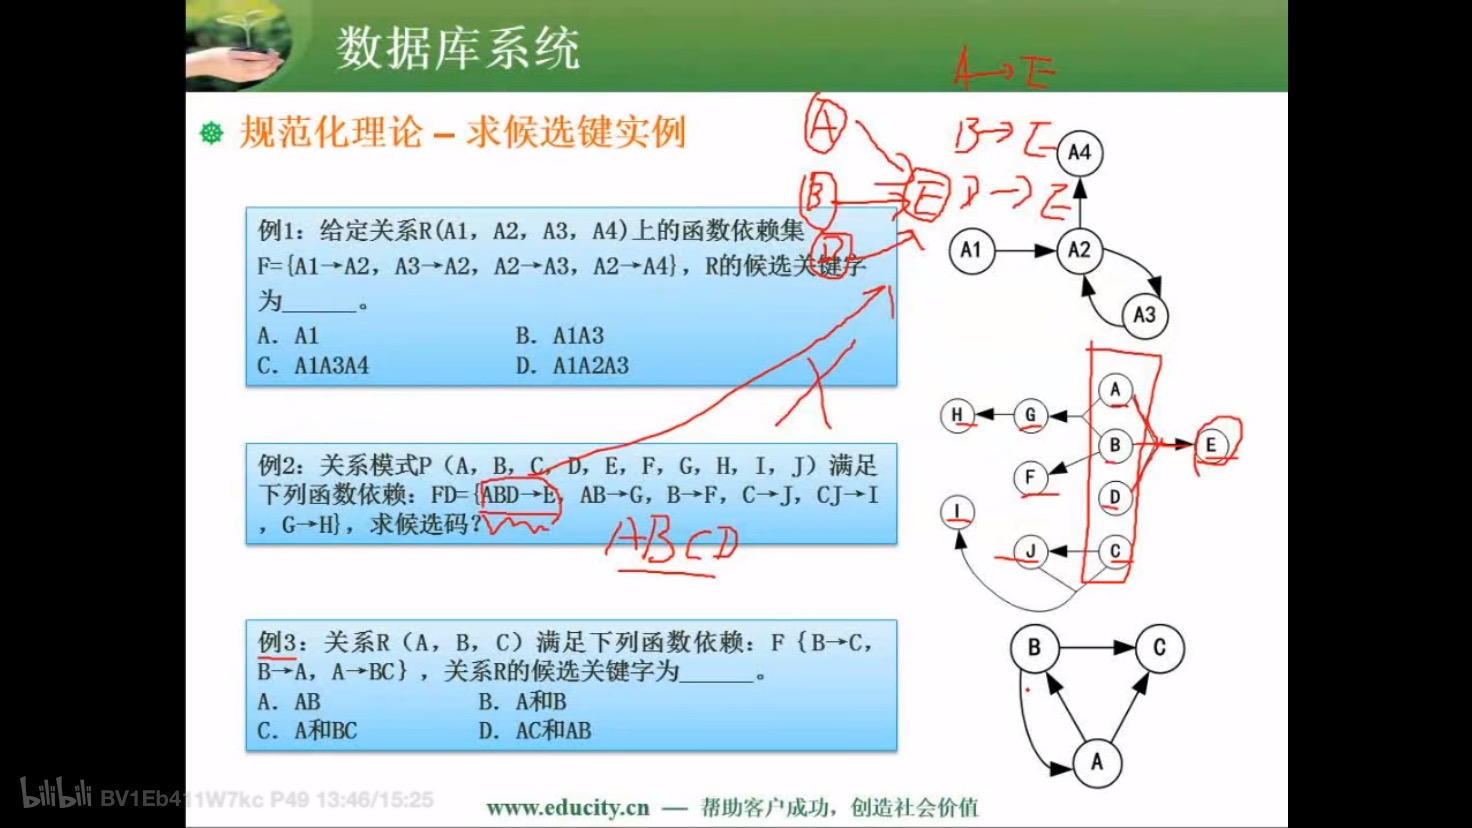 数据库系统
A→E
规范化理论 – 求候选键实例
A
B→E
A4
B
E
D→E
D
例1：给定关系R(A1，A2，A3，A4)上的函数依赖集
F={A1→A2，A3→A2，A2→A3，A2→A4}，R的候选关键字
为______。
A. A1
B. A1A3
C. A1A3A4
D. A1A2A3
A1
A2
A3
例2：关系模式P（A，B，C，D，E，F，G，H，I，J）满足
下列函数依赖：FD={ABD→E，AB→G，B→F，C→J，CJ→I
，G→H}，求候选码？
ABCD
A
H
G
B
E
F
D
I
J
C
例3：关系R（A，B，C）满足下列函数依赖：F{B→C，
B→A，A→BC}，关系R的候选关键字为______。
A. AB
B. A和B
C. A和BC
D. AC和AB
B
C
A
bilibili BV1Eb411W7kc P49 13:46/15:25
www.educity.cn — 帮助客户成功，创造社会价值